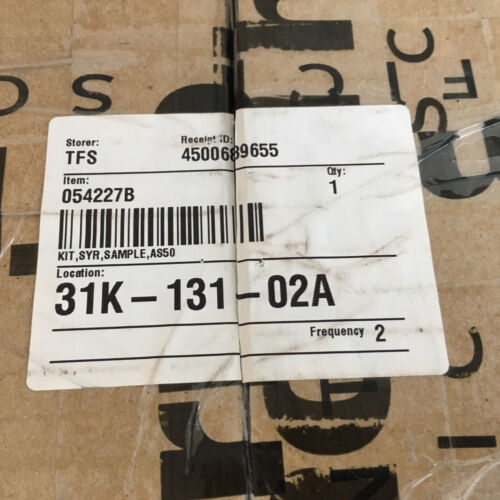 Storer:
TFS
Receipt ID:
4500689655
Item:
054227B
Qty:
1
KIT,SYR,SAMPLE,AS50
Location:
31K-131-02A
Frequency 2